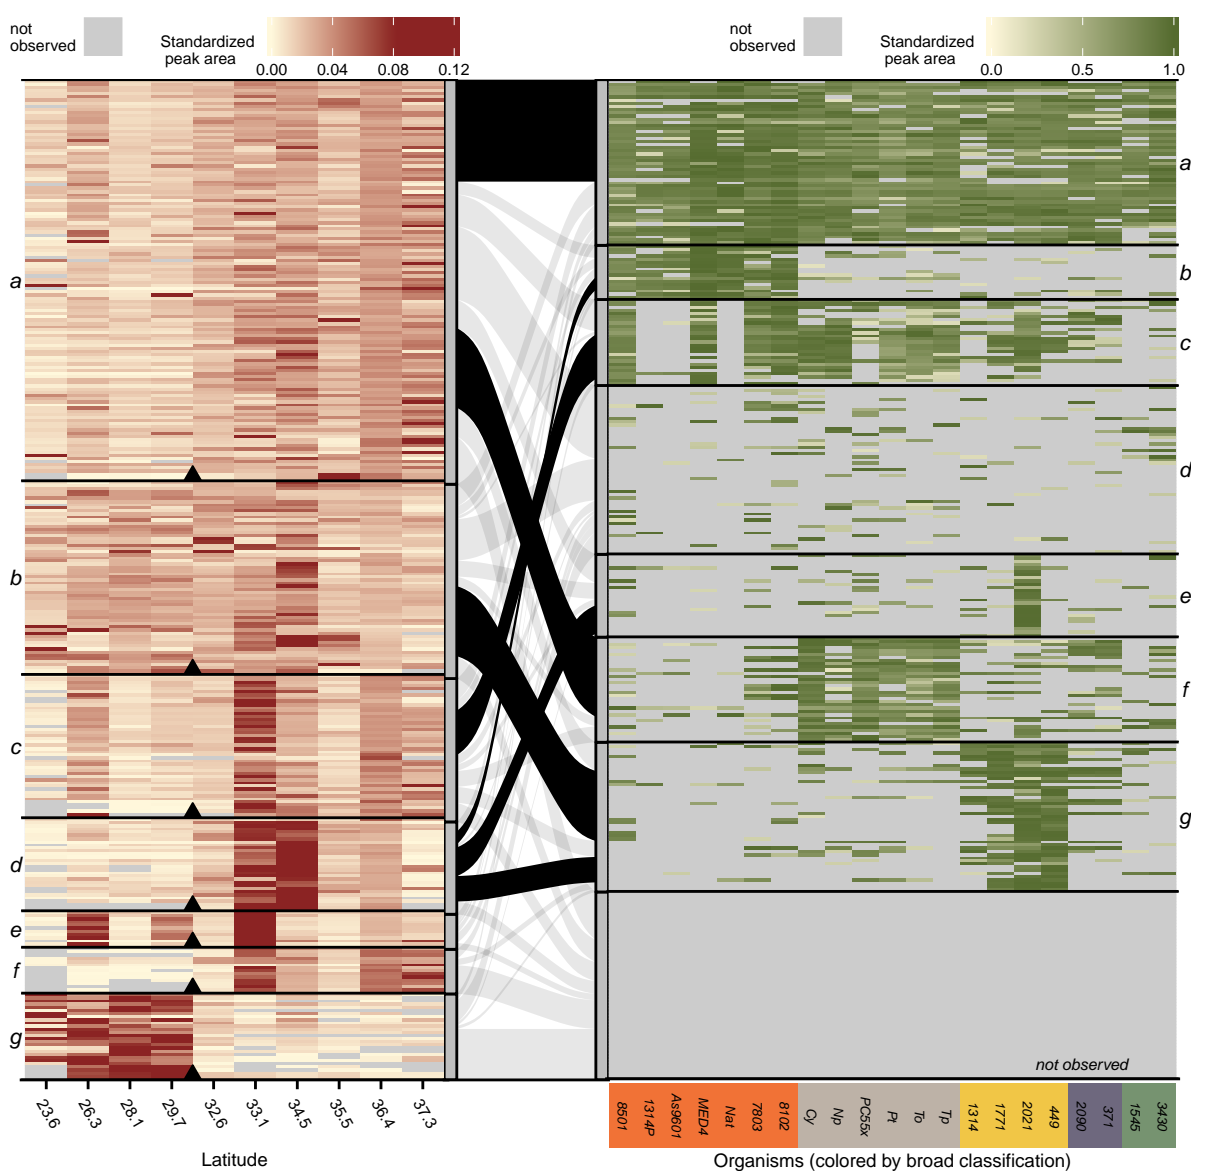 not
observed
Standardized
peak area
0.00 0.04 0.08 0.12
not
observed
Standardized
peak area
0.0 0.5 1.0
a
b
c
d
e
f
g
a
b
c
d
e
f
g
not observed
23.6 26.3 28.1 29.7 32.6 33.1 34.5 35.5 36.4 37.3
Latitude
8501 1314P As9601 MED4 Nat 7803 8102 Cy Np PC55x Pt To Tp 1314 1771 2021 449 2090 371 1545 3430
Organisms (colored by broad classification)